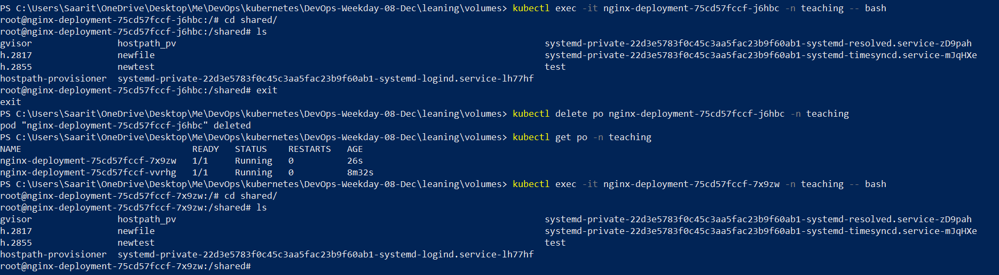 PS C:\Users\Saarit\OneDrive\Desktop\Me\DevOps\kubernetes\DevOps-Weekday-08-Dec\leaning\volumes> kubectl exec -it nginx-deployment-75cd57fccf-j6hbc -n teaching -- bash
root@nginx-deployment-75cd57fccf-j6hbc:/# cd shared/
root@nginx-deployment-75cd57fccf-j6hbc:/shared# ls
gvisor hostpath_pv systemd-private-22d3e5783f0c45c3aa5fac23b9f60ab1-systemd-resolved.service-zD9pah
h.2817 newfile systemd-private-22d3e5783f0c45c3aa5fac23b9f60ab1-systemd-timesyncd.service-mJqHXe
h.2855 newtest test
hostpath-provisioner systemd-private-22d3e5783f0c45c3aa5fac23b9f60ab1-systemd-logind.service-lh77hf
root@nginx-deployment-75cd57fccf-j6hbc:/shared# exit
exit
PS C:\Users\Saarit\OneDrive\Desktop\Me\DevOps\kubernetes\DevOps-Weekday-08-Dec\leaning\volumes> kubectl delete po nginx-deployment-75cd57fccf-j6hbc -n teaching
pod "nginx-deployment-75cd57fccf-j6hbc" deleted
PS C:\Users\Saarit\OneDrive\Desktop\Me\DevOps\kubernetes\DevOps-Weekday-08-Dec\leaning\volumes> kubectl get po -n teaching
NAME READY STATUS RESTARTS AGE
nginx-deployment-75cd57fccf-7x9zw 1/1 Running 0 26s
nginx-deployment-75cd57fccf-vvrhg 1/1 Running 0 8m32s
PS C:\Users\Saarit\OneDrive\Desktop\Me\DevOps\kubernetes\DevOps-Weekday-08-Dec\leaning\volumes> kubectl exec -it nginx-deployment-75cd57fccf-7x9zw -n teaching -- bash
root@nginx-deployment-75cd57fccf-7x9zw:/# cd shared/
root@nginx-deployment-75cd57fccf-7x9zw:/shared# ls
gvisor hostpath_pv systemd-private-22d3e5783f0c45c3aa5fac23b9f60ab1-systemd-resolved.service-zD9pah
h.2817 newfile systemd-private-22d3e5783f0c45c3aa5fac23b9f60ab1-systemd-timesyncd.service-mJqHXe
h.2855 newtest test
hostpath-provisioner systemd-private-22d3e5783f0c45c3aa5fac23b9f60ab1-systemd-logind.service-lh77hf
root@nginx-deployment-75cd57fccf-7x9zw:/shared#